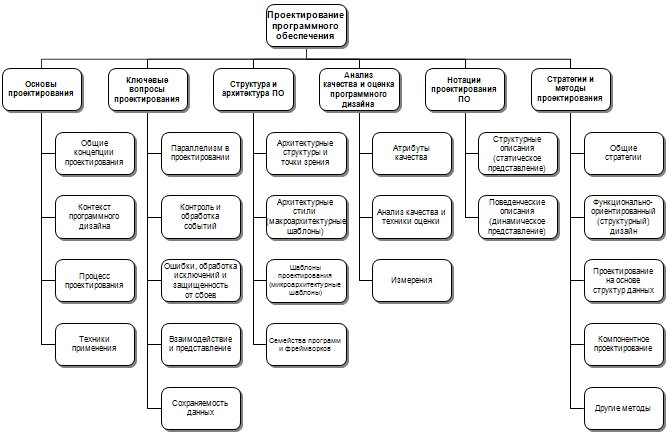 Проектирование
программного
обеспечения
Основы
проектирования
Ключевые
вопросы
проектирования
Структура и
архитектура ПО
Анализ
качества и оценка
программного
дизайна
Нотации
проектирования
ПО
Стратегии и
методы
проектирования
Общие
концепции
проектирования
Параллелизм в
проектировании
Архитектурные
структуры и
точки зрения
Атрибуты
качества
Структурные
описания
(статическое
представление)
Общие
стратегии
Контекст
программного
дизайна
Контроль и
обработка
событий
Архитектурные
стили
(макроархитектурные
шаблоны)
Анализ качества и
техники оценки
Поведенческие
описания
(динамическое
представление)
Функционально-
ориентированный
(структурный)
дизайн
Процесс
проектирования
Ошибки, обработка
исключений и
защищенность
от сбоев
Шаблоны
проектирования
(микроархитектурные
шаблоны)
Измерения
Проектирование
на основе
структур данных
Техники
применения
Взаимодействие
и представление
Семейства программ
и фреймворков
Компонентное
проектирование
Сохраняемость
данных
Другие методы